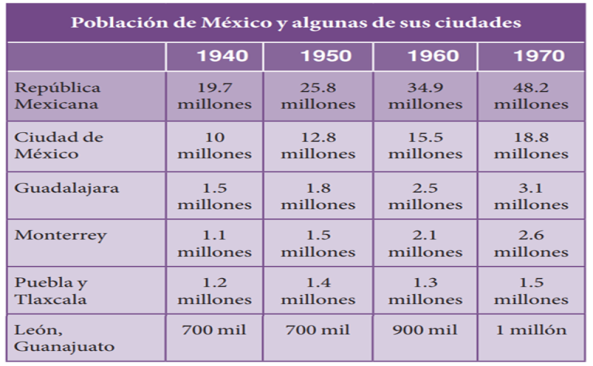 Población de México y algunas de sus ciudades
1940 1950 1960 1970
República 19.7 25.8 34.9 48.2
Mexicana millones millones millones millones
Ciudad de 10 12.8 15.5 18.8
México millones millones millones millones
Guadalajara 1.5 1.8 2.5 3.1
millones millones millones millones
Monterrey 1.1 1.5 2.1 2.6
millones millones millones millones
Puebla y 1.2 1.4 1.3 1.5
Tlaxcala millones millones millones millones
León, 700 mil 700 mil 900 mil 1 millón
Guanajuato